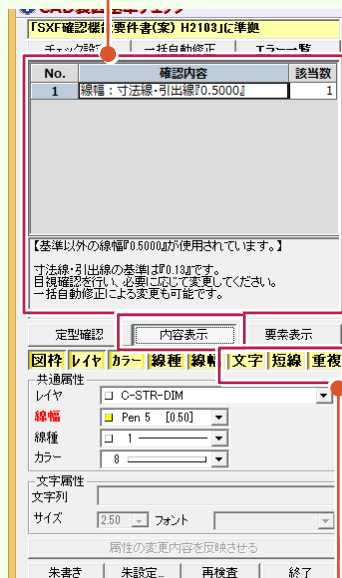 「SXF確認機能要件書(案) H2103」に準拠
一括自動修正
エラー一覧
No. 確認内容 該当数
1 線幅:寸法線・引出線『0.5000』 1
【基準以外の線幅『0.5000』が使用されています。】
寸法線・引出線の基準は『0.13』です。
目視確認を行い、必要に応じて変更してください。
一括自動修正による変更も可能です。
定型確認 内容表示 要素表示
図枠 レイヤ カラー 線種 線幅 文字 短線 重複
共通属性
レイヤ C-STR-DIM
線幅 Pen 5 [0.50]
線種 1
カラー 8
文字属性
文字列
サイズ 2.50 フォント
属性の変更内容を反映させる
朱書き 朱設定... 再検査 終了